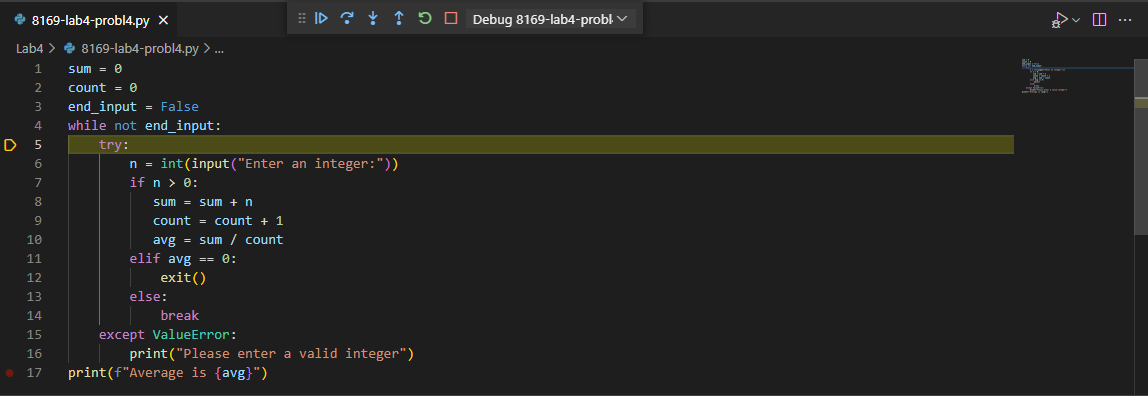 8169-lab4-probl4.py
Debug 8169-lab4-probl
Lab4 > 8169-lab4-probl4.py > ...
1 sum = 0
2 count = 0
3 end_input = False
4 while not end_input:
5     try:
6         n = int(input("Enter an integer:"))
7         if n > 0:
8            sum = sum + n
9            count = count + 1
10            avg = sum / count
11         elif avg == 0:
12             exit()
13         else:
14             break
15     except ValueError:
16         print("Please enter a valid integer")
17 print(f"Average is {avg}")